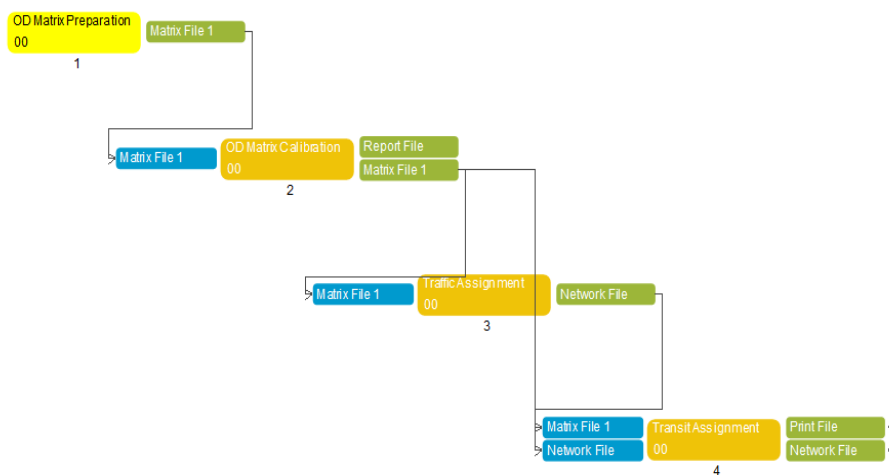 OD Matrix Preparation
00
Matrix File 1
1
Matrix File 1
OD Matrix Calibration
00
Report File
Matrix File 1
2
Matrix File 1
Traffic Assignment
00
Network File
3
Matrix File 1
Network File
Transit Assignment
00
Print File
Network File
4